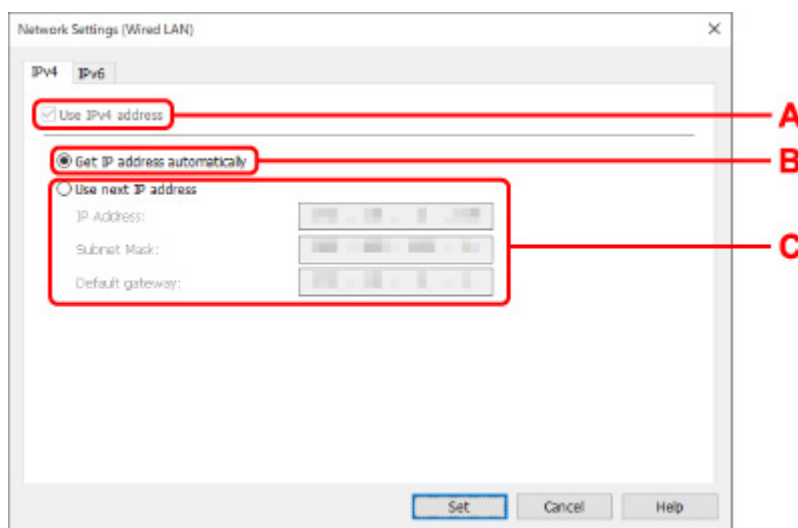 Network Settings (Wired LAN)
IPv4 IPv6
Use IPv4 address
A
Get IP address automatically
B
Use next IP address
IP Address:
Subnet Mask:
C
Default gateway:
Set Cancel Help